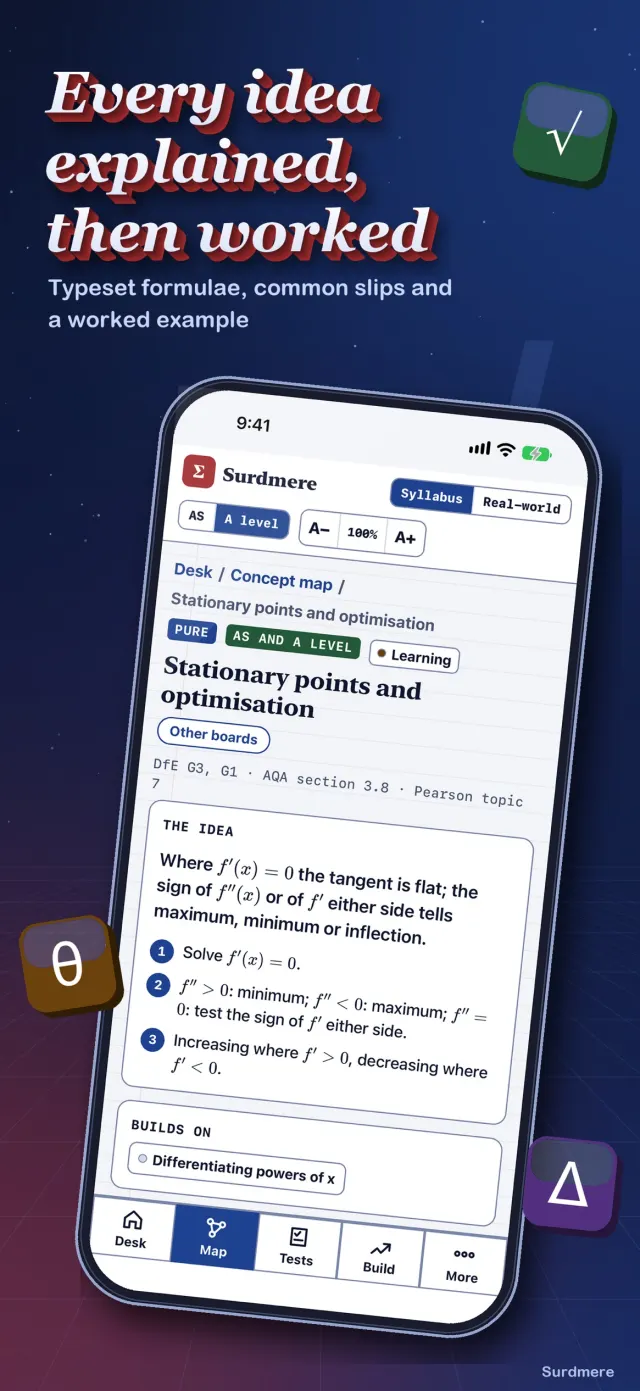 Every idea
explained,
then worked
Typeset formulae, common slips and
a worked example
√
9:41
Σ Surdmere
Syllabus Real-world
AS A level A− 100% A+
Desk / Concept map /
Stationary points and optimisation
PURE AS AND A LEVEL Learning
Stationary points and
optimisation
Other boards
DfE G3, G1 · AQA section 3.8 · Pearson topic
7
THE IDEA
Where f′(x) = 0 the tangent is flat; the
sign of f″(x) or of f′ either side tells
maximum, minimum or inflection.
1 Solve f′(x) = 0.
2 f″ > 0: minimum; f″ < 0: maximum; f″ =
0: test the sign of f′ either side.
3 Increasing where f′ > 0, decreasing where
f′ < 0.
θ
BUILDS ON
Differentiating powers of x
Δ
Desk Map Tests Build More
Surdmere